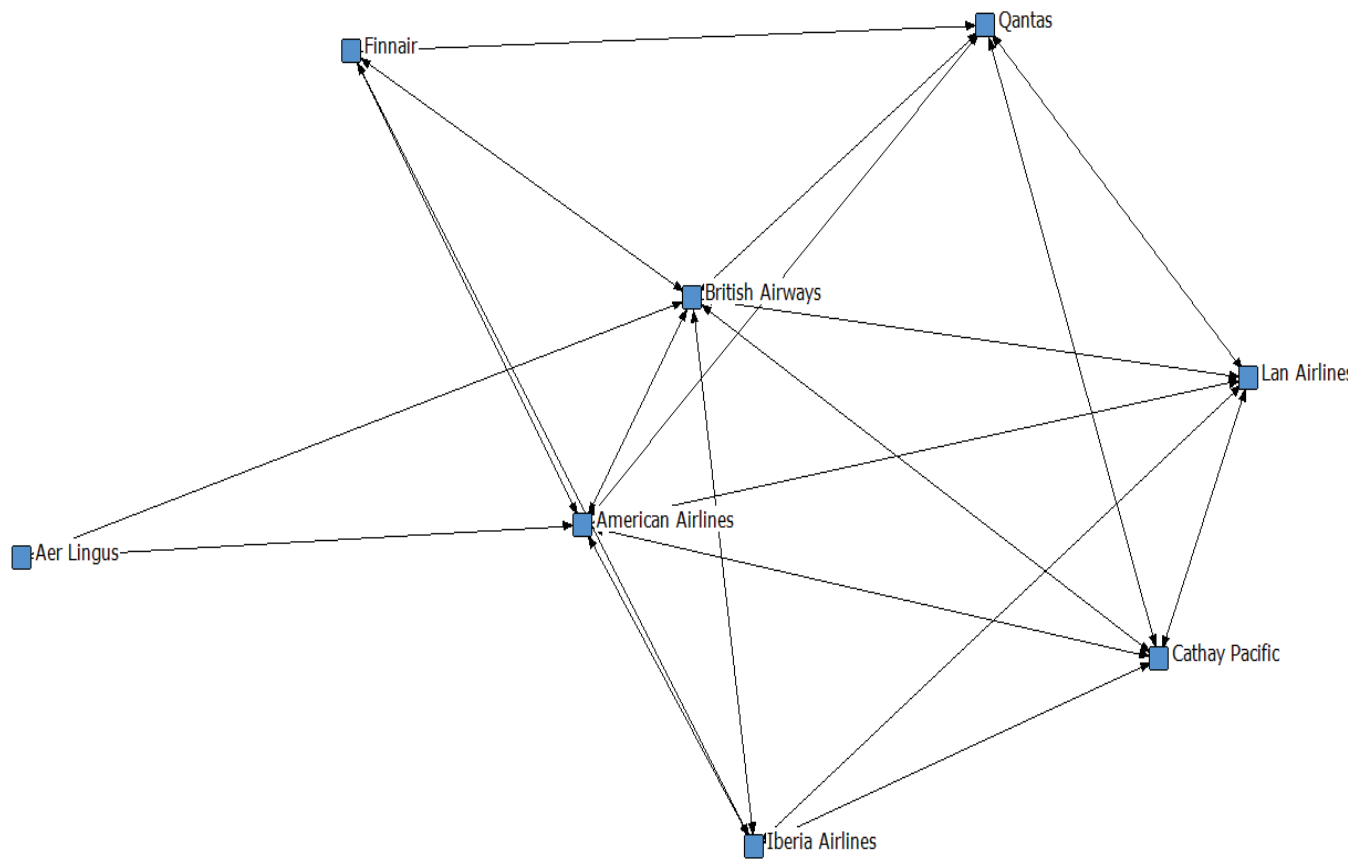 Qantas
Finnair
British Airways
Lan Airlines
American Airlines
Aer Lingus
Cathay Pacific
Iberia Airlines